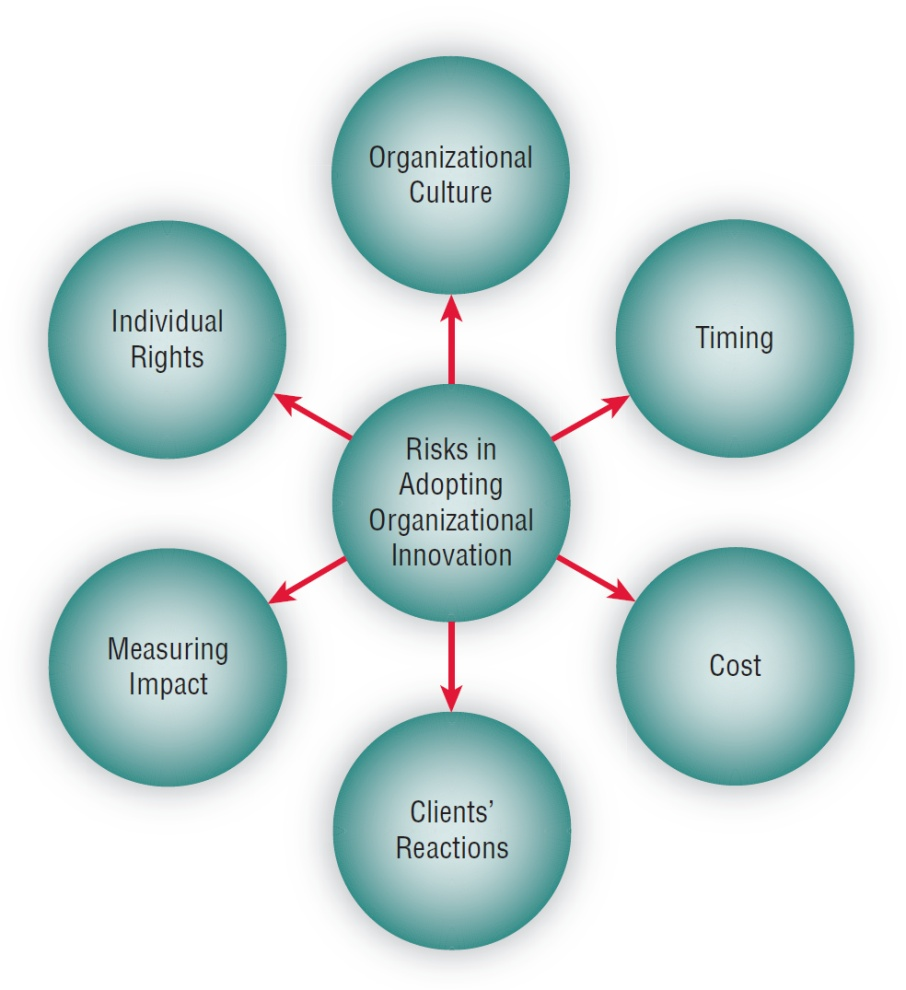 Organizational
Culture
Individual
Rights
Timing
Risks in
Adopting
Organizational
Innovation
Measuring
Impact
Cost
Clients’
Reactions